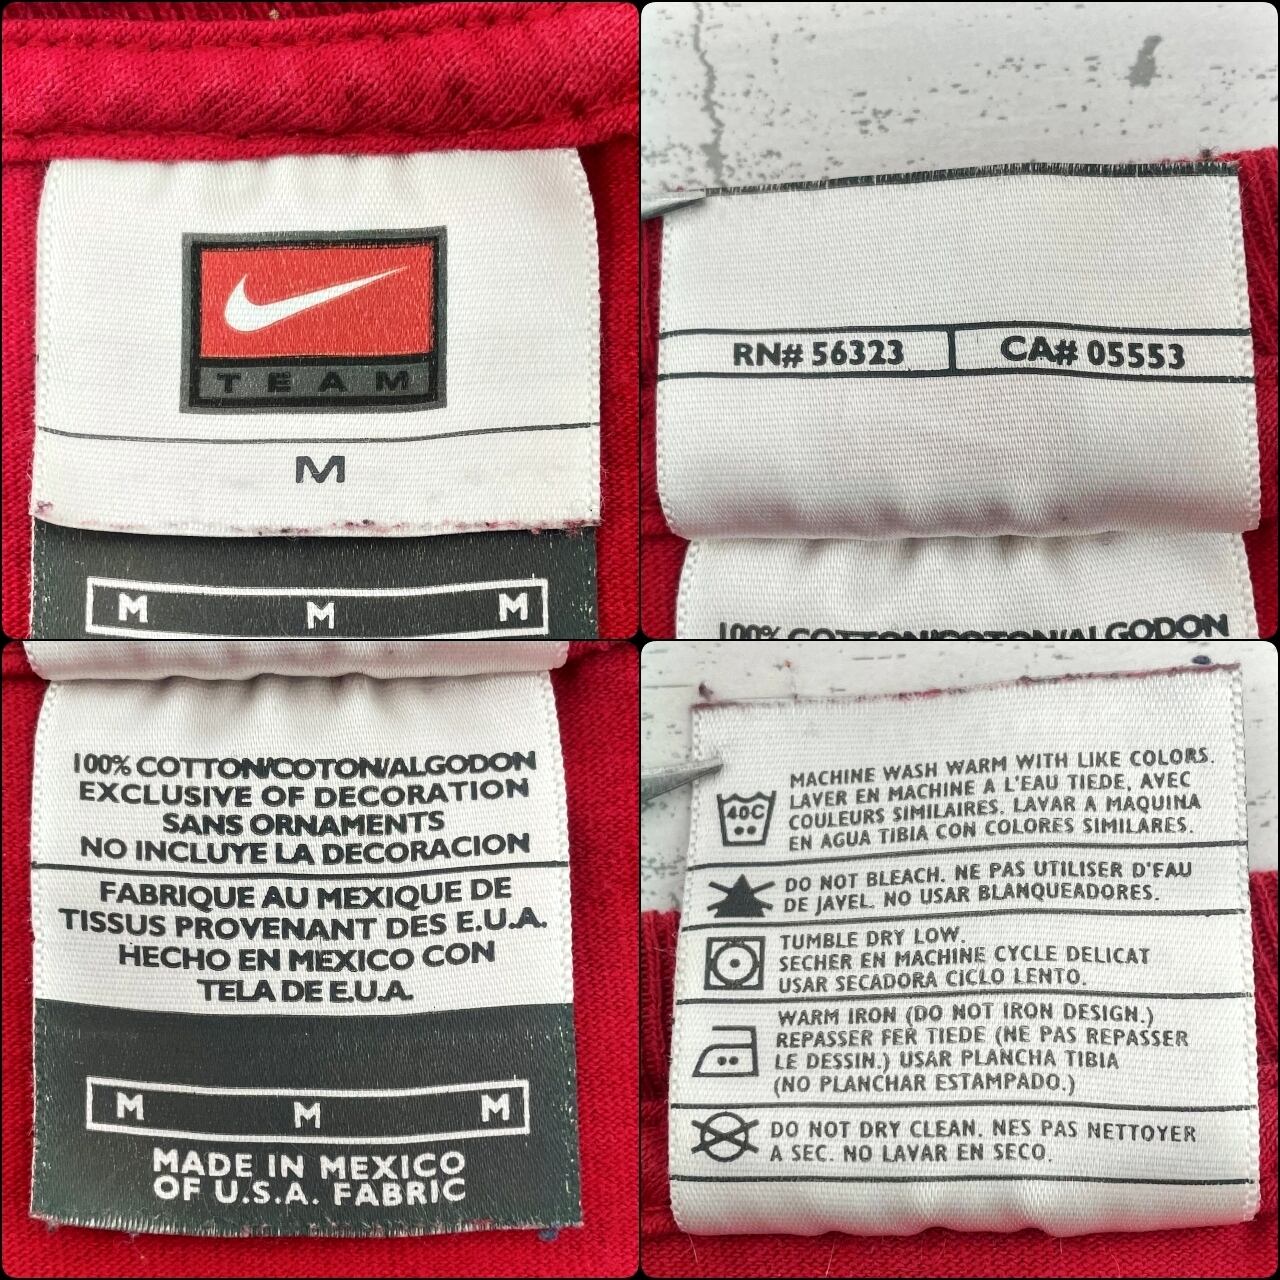 TEAM
M
M M M
RN# 56323 CA# 05553
100% COTTON/COTON/ALGODON
100% COTTON/COTON/ALGODON
EXCLUSIVE OF DECORATION
SANS ORNAMENTS
NO INCLUYE LA DECORACION
FABRIQUE AU MEXIQUE DE
TISSUS PROVENANT DES E.U.A.
HECHO EN MEXICO CON
TELA DE E.U.A.
M M M
MADE IN MEXICO
OF U.S.A. FABRIC
MACHINE WASH WARM WITH LIKE COLORS.
LAVER EN MACHINE A L'EAU TIEDE, AVEC
40C COULEURS SIMILAIRES. LAVAR A MAQUINA
EN AGUA TIBIA CON COLORES SIMILARES.
DO NOT BLEACH. NE PAS UTILISER D'EAU
DE JAVEL. NO USAR BLANQUEADORES.
TUMBLE DRY LOW.
SECHER EN MACHINE CYCLE DELICAT
USAR SECADORA CICLO LENTO.
WARM IRON (DO NOT IRON DESIGN.)
REPASSER FER TIEDE (NE PAS REPASSER
LE DESSIN.) USAR PLANCHA TIBIA
(NO PLANCHAR ESTAMPADO.)
DO NOT DRY CLEAN. NES PAS NETTOYER
A SEC. NO LAVAR EN SECO.